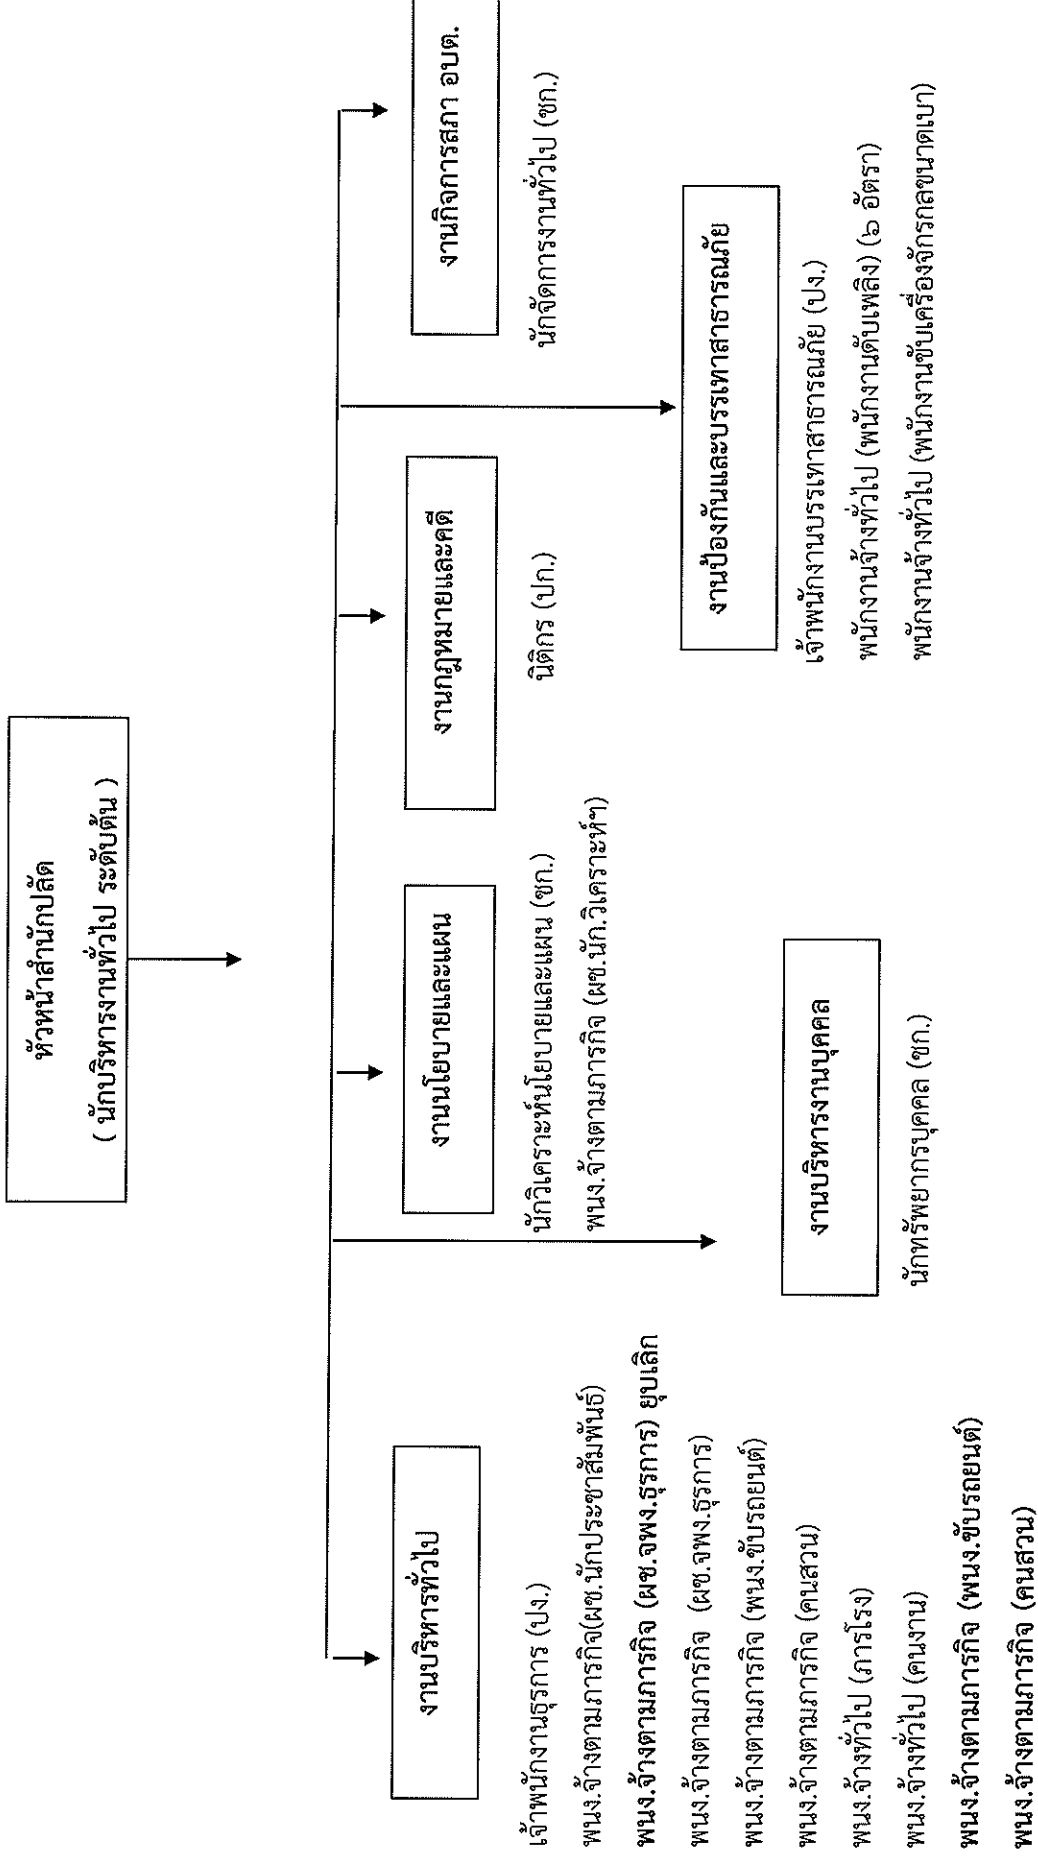 หัวหน้าสำนักปลัด
( นักบริหารงานทั่วไป ระดับต้น )
งานบริหารทั่วไป
เจ้าพนักงานธุรการ (ปง.)
พนง.จ้างตามภารกิจ(ผช.นักประชาสัมพันธ์)
พนง.จ้างตามภารกิจ (ผช.จพง.ธุรการ) ยุบเลิก
พนง.จ้างตามภารกิจ (ผช.จพง.ธุรการ)
พนง.จ้างตามภารกิจ (พนง.ขับรถยนต์)
พนง.จ้างตามภารกิจ (คนสวน)
พนง.จ้างทั่วไป (ภารโรง)
พนง.จ้างทั่วไป (คนงาน)
พนง.จ้างตามภารกิจ (พนง.ขับรถยนต์)
พนง.จ้างตามภารกิจ (คนสวน)
งานบริหารงานบุคคล
นักทรัพยากรบุคคล (ชก.)
งานนโยบายและแผน
นักวิเคราะห์นโยบายและแผน (ชก.)
พนง.จ้างตามภารกิจ (ผช.นัก.วิเคราะห์ฯ)
งานกฎหมายและคดี
นิติกร (ปก.)
งานป้องกันและบรรเทาสาธารณภัย
เจ้าพนักงานบรรเทาสาธารณภัย (ปง.)
พนักงานจ้างทั่วไป (พนักงานดับเพลิง) (๖ อัตรา)
พนักงานจ้างทั่วไป (พนักงานขับเครื่องจักรกลขนาดเบา)
งานกิจการสภา อบต.
นักจัดการงานทั่วไป (ชก.)